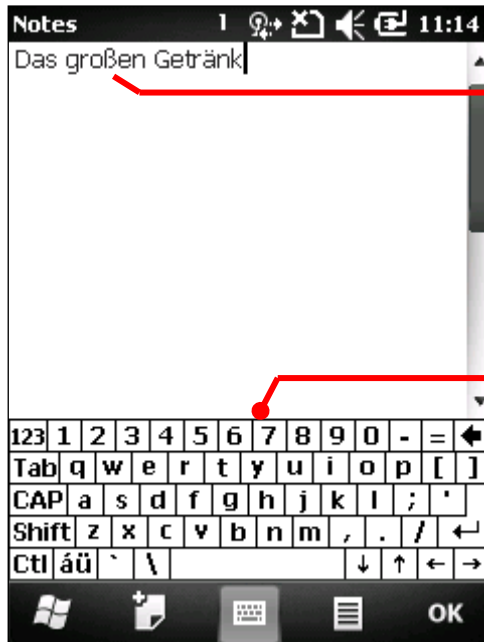 Notes 1 11:14
Das großen Getränk
123 1 2 3 4 5 6 7 8 9 0 - =
Tab q w e r t y u i o p [ ]
CAP a s d f g h j k l ; '
Shift z x c v b n m , . /
Ctl áü ` \ ↓ ↑ ← →
OK